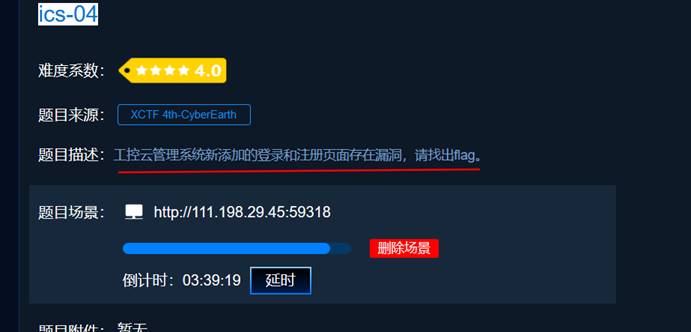 ics-04
难度系数： 4.0
题目来源： XCTF 4th-CyberEarth
题目描述： 工控云管理系统新添加的登录和注册页面存在漏洞，请找出flag。
题目场景： http://111.198.29.45:59318
删除场景
倒计时：03:39:19 延时
题目附件： 暂无